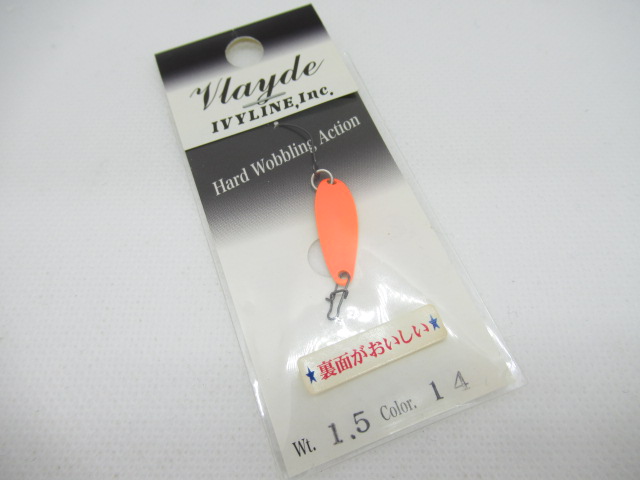 Vlayde
IVYLINE,Inc.
Hard Wobbling Action
★裏面がおいしい★
Wt. 1.5 Color. 14